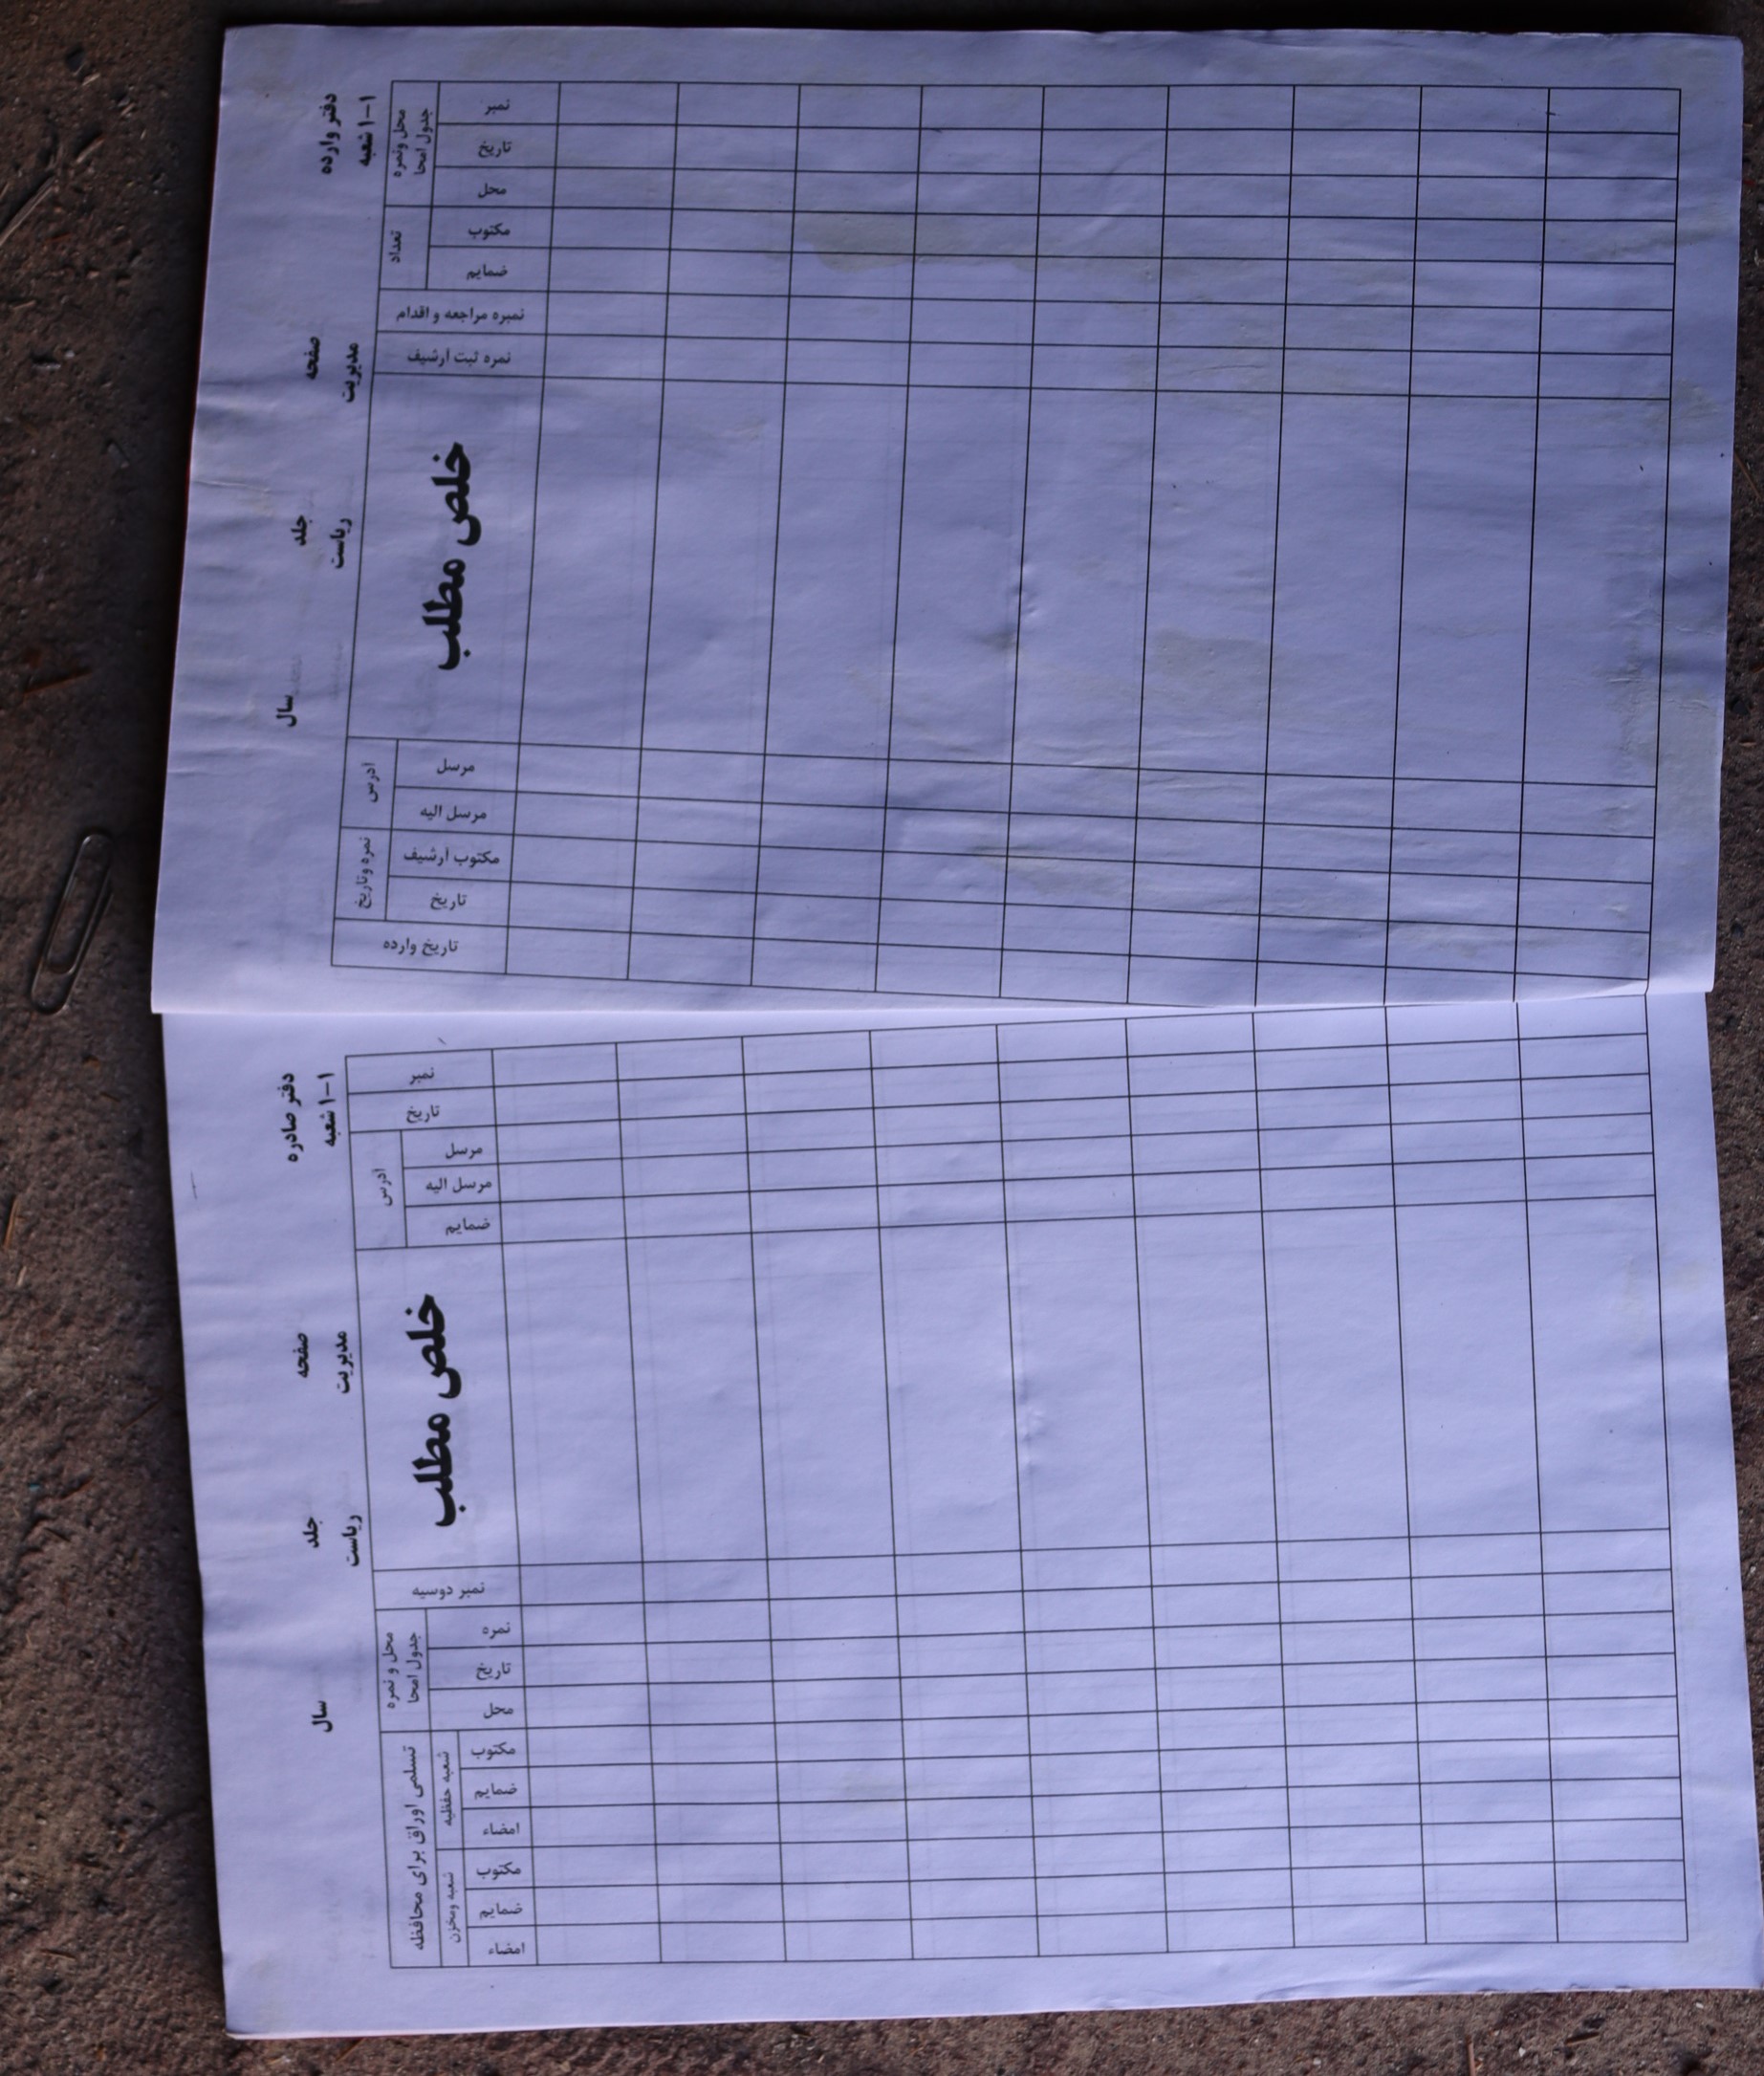 دفتر وارده صفحه جلد سال
۱–۱ شعبه مدیریت ریاست
محل ونمره جدول امحا تعداد نمبره مراجعه و اقدام نمره ثبت آرشیف خلص مطلب آدرس نمره وتاریخ تاریخ وارده
نمبر تاریخ محل مکتوب ضمایم مرسل مرسل الیه مکتوب آرشیف تاریخ
دفتر صادره صفحه جلد سال
۱–۱ شعبه مدیریت ریاست
نمبر تاریخ آدرس خلص مطلب نمبر دوسیه محل و نمره جدول امحا تسلمی اوراق برای محافظه
شعبه حفظیه شعبه ومخزن
مرسل مرسل الیه ضمایم نمره تاریخ محل مکتوب ضمایم امضاء مکتوب ضمایم امضاء